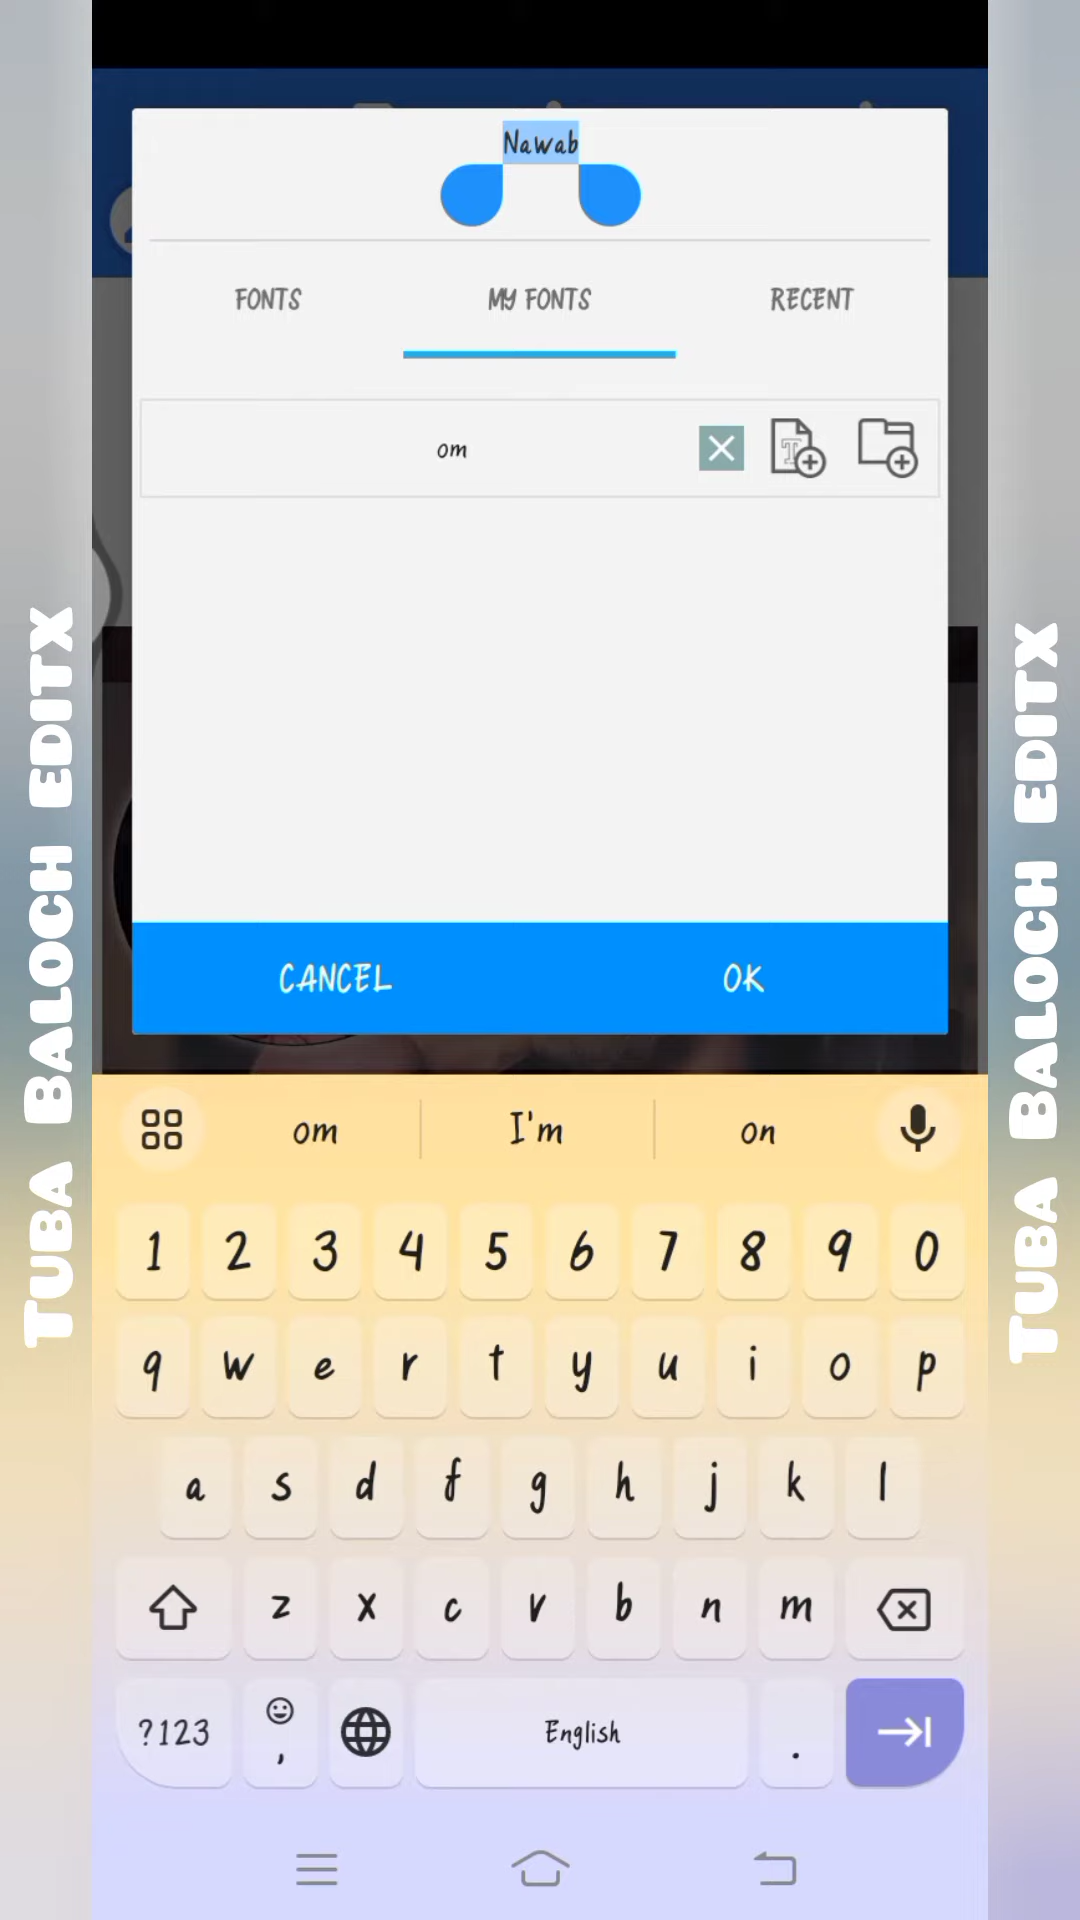 Nawab
FONTS MY FONTS RECENT
om
CANCEL OK
om I'm on
1 2 3 4 5 6 7 8 9 0
q w e r t y u i o p
a s d f g h j k l
z x c v b n m
?123 , English .
TUBA BALOCH EDITX
TUBA BALOCH EDITX